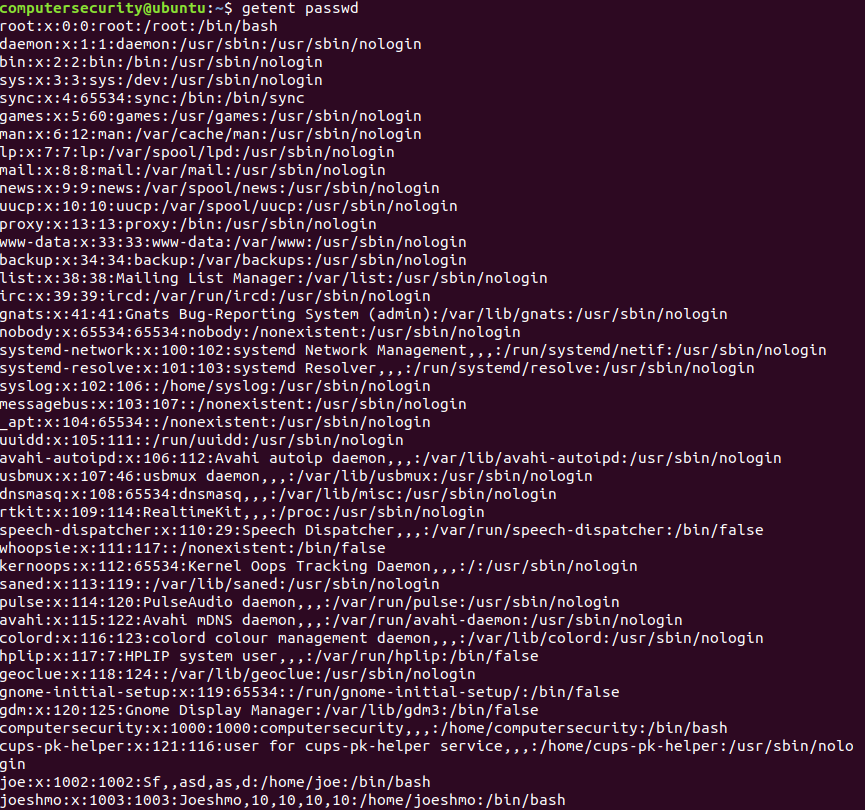 computersecurity@ubuntu:~$ getent passwd
root:x:0:0:root:/root:/bin/bash
daemon:x:1:1:daemon:/usr/sbin:/usr/sbin/nologin
bin:x:2:2:bin:/bin:/usr/sbin/nologin
sys:x:3:3:sys:/dev:/usr/sbin/nologin
sync:x:4:65534:sync:/bin:/bin/sync
games:x:5:60:games:/usr/games:/usr/sbin/nologin
man:x:6:12:man:/var/cache/man:/usr/sbin/nologin
lp:x:7:7:lp:/var/spool/lpd:/usr/sbin/nologin
mail:x:8:8:mail:/var/mail:/usr/sbin/nologin
news:x:9:9:news:/var/spool/news:/usr/sbin/nologin
uucp:x:10:10:uucp:/var/spool/uucp:/usr/sbin/nologin
proxy:x:13:13:proxy:/bin:/usr/sbin/nologin
www-data:x:33:33:www-data:/var/www:/usr/sbin/nologin
backup:x:34:34:backup:/var/backups:/usr/sbin/nologin
list:x:38:38:Mailing List Manager:/var/list:/usr/sbin/nologin
irc:x:39:39:ircd:/var/run/ircd:/usr/sbin/nologin
gnats:x:41:41:Gnats Bug-Reporting System (admin):/var/lib/gnats:/usr/sbin/nologin
nobody:x:65534:65534:nobody:/nonexistent:/usr/sbin/nologin
systemd-network:x:100:102:systemd Network Management,,,:/run/systemd/netif:/usr/sbin/nologin
systemd-resolve:x:101:103:systemd Resolver,,,:/run/systemd/resolve:/usr/sbin/nologin
syslog:x:102:106::/home/syslog:/usr/sbin/nologin
messagebus:x:103:107::/nonexistent:/usr/sbin/nologin
_apt:x:104:65534::/nonexistent:/usr/sbin/nologin
uuidd:x:105:111::/run/uuidd:/usr/sbin/nologin
avahi-autoipd:x:106:112:Avahi autoip daemon,,,:/var/lib/avahi-autoipd:/usr/sbin/nologin
usbmux:x:107:46:usbmux daemon,,,:/var/lib/usbmux:/usr/sbin/nologin
dnsmasq:x:108:65534:dnsmasq,,,:/var/lib/misc:/usr/sbin/nologin
rtkit:x:109:114:RealtimeKit,,,:/proc:/usr/sbin/nologin
speech-dispatcher:x:110:29:Speech Dispatcher,,,:/var/run/speech-dispatcher:/bin/false
whoopsie:x:111:117::/nonexistent:/bin/false
kernoops:x:112:65534:Kernel Oops Tracking Daemon,,,:/:/usr/sbin/nologin
saned:x:113:119::/var/lib/saned:/usr/sbin/nologin
pulse:x:114:120:PulseAudio daemon,,,:/var/run/pulse:/usr/sbin/nologin
avahi:x:115:122:Avahi mDNS daemon,,,:/var/run/avahi-daemon:/usr/sbin/nologin
colord:x:116:123:colord colour management daemon,,,:/var/lib/colord:/usr/sbin/nologin
hplip:x:117:7:HPLIP system user,,,:/var/run/hplip:/bin/false
geoclue:x:118:124::/var/lib/geoclue:/usr/sbin/nologin
gnome-initial-setup:x:119:65534::/run/gnome-initial-setup/:/bin/false
gdm:x:120:125:Gnome Display Manager:/var/lib/gdm3:/bin/false
computersecurity:x:1000:1000:computersecurity,,,:/home/computersecurity:/bin/bash
cups-pk-helper:x:121:116:user for cups-pk-helper service,,,:/home/cups-pk-helper:/usr/sbin/nolo
gin
joe:x:1002:1002:Sf,,asd,as,d:/home/joe:/bin/bash
joeshmo:x:1003:1003:Joeshmo,10,10,10,10:/home/joeshmo:/bin/bash